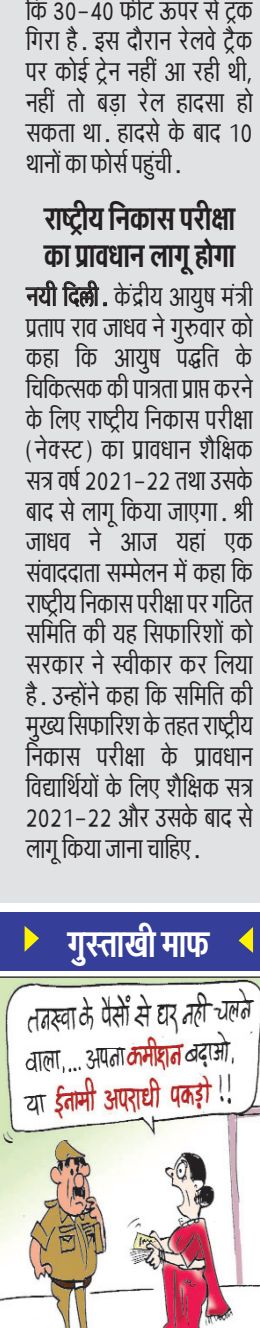 कि 30-40 फीट ऊपर से ट्रक
गिरा है. इस दौरान रेलवे ट्रैक
पर कोई ट्रेन नहीं आ रही थी,
नहीं तो बड़ा रेल हादसा हो
सकता था. हादसे के बाद 10
थानों का फोर्स पहुंची.
राष्ट्रीय निकास परीक्षा
का प्रावधान लागू होगा
नयी दिल्ली. केंद्रीय आयुष मंत्री
प्रताप राव जाधव ने गुरुवार को
कहा कि आयुष पद्धति के
चिकित्सक की पात्रता प्राप्त करने
के लिए राष्ट्रीय निकास परीक्षा
(नेक्स्ट) का प्रावधान शैक्षिक
सत्र वर्ष 2021-22 तथा उसके
बाद से लागू किया जाएगा. श्री
जाधव ने आज यहां एक
संवाददाता सम्मेलन में कहा कि
राष्ट्रीय निकास परीक्षा पर गठित
समिति की यह सिफारिशों को
सरकार ने स्वीकार कर लिया
है. उन्होंने कहा कि समिति की
मुख्य सिफारिश के तहत राष्ट्रीय
निकास परीक्षा के प्रावधान
विद्यार्थियों के लिए शैक्षिक सत्र
2021-22 और उसके बाद से
लागू किया जाना चाहिए.
गुस्ताखी माफ
तनख्वा के पैसों से घर नही चलने
वाला,... अपना कमीशन बढ़ाओ,
या ईनामी अपराधी पकड़ो !!